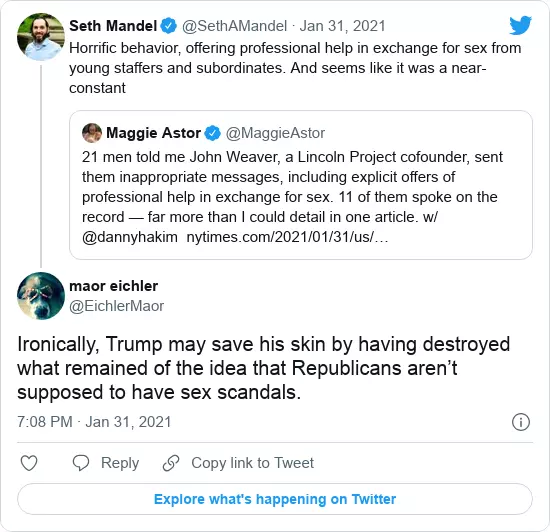 Seth Mandel @SethAMandel · Jan 31, 2021
Horrific behavior, offering professional help in exchange for sex from
young staffers and subordinates. And seems like it was a near-
constant
Maggie Astor @MaggieAstor
21 men told me John Weaver, a Lincoln Project cofounder, sent
them inappropriate messages, including explicit offers of
professional help in exchange for sex. 11 of them spoke on the
record — far more than I could detail in one article. w/
@dannyhakim nytimes.com/2021/01/31/us/…
maor eichler
@EichlerMaor
Ironically, Trump may save his skin by having destroyed
what remained of the idea that Republicans aren’t
supposed to have sex scandals.
7:08 PM · Jan 31, 2021
Reply Copy link to Tweet
Explore what's happening on Twitter